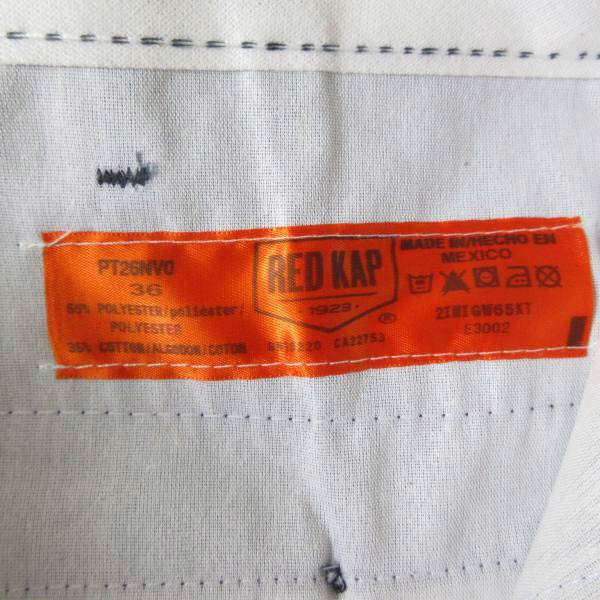 PT26NV0
36
65% POLYESTER/poliester/
POLYESTER
35% COTTON/ALGODON/COTON
RED KAP
·1923·
®
CA22753
MADE IN/HECHO EN
MEXICO
E3002